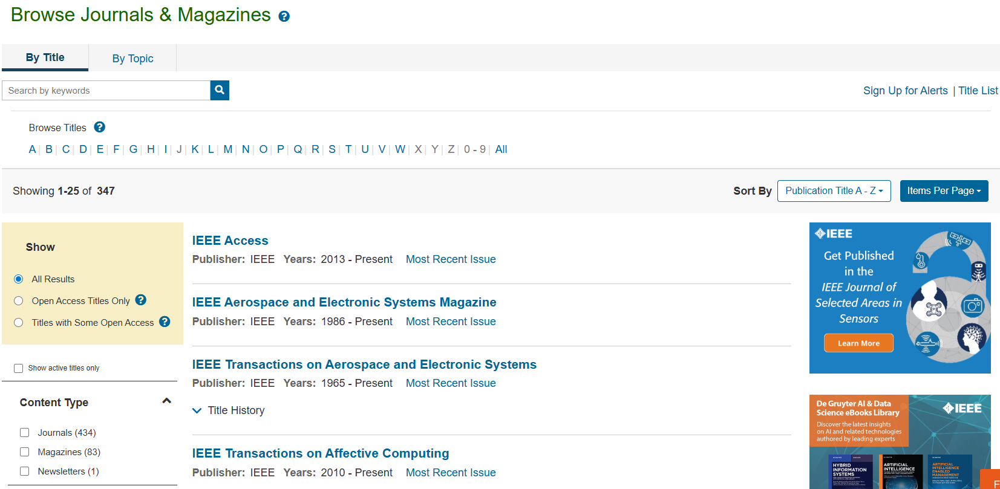 Browse Journals & Magazines
By Title
By Topic
Search by keywords
Sign Up for Alerts | Title List
Browse Titles
A | B | C | D | E | F | G | H | I | J | K | L | M | N | O | P | Q | R | S | T | U | V | W | X | Y | Z | 0 - 9 | All
Showing 1-25 of 347
Sort By
Publication Title A - Z
Items Per Page
Show
All Results
Open Access Titles Only
Titles with Some Open Access
Show active titles only
Content Type
Journals (434)
Magazines (83)
Newsletters (1)
IEEE Access
Publisher: IEEE Years: 2013 - Present Most Recent Issue
IEEE Aerospace and Electronic Systems Magazine
Publisher: IEEE Years: 1986 - Present Most Recent Issue
IEEE Transactions on Aerospace and Electronic Systems
Publisher: IEEE Years: 1965 - Present Most Recent Issue
Title History
IEEE Transactions on Affective Computing
Publisher: IEEE Years: 2010 - Present Most Recent Issue
IEEE
Get Published
in the
IEEE Journal of
Selected Areas in
Sensors
Learn More
De Gruyter AI & Data
Science eBooks Library
IEEE
Discover the latest insights
on AI and related technologies
authored by leading experts
HYBRID
INFORMATION
SYSTEMS
ARTIFICIAL
INTELLIGENCE
ARTIFICIAL
INTELLIGENCE
ENABLED
MANAGEMENT
F